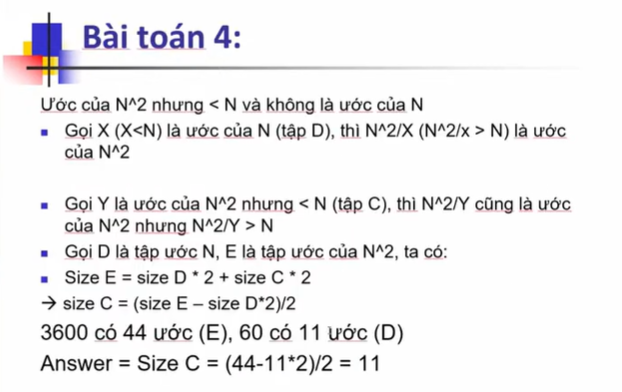 Bài toán 4:
Ước của N^2 nhưng < N và không là ước của N
▪ Gọi X (X<N) là ước của N (tập D), thì N^2/X (N^2/x > N) là ước
của N^2
▪ Gọi Y là ước của N^2 nhưng < N (tập C), thì N^2/Y cũng là ước
của N^2 nhưng N^2/Y > N
▪ Gọi D là tập ước N, E là tập ước của N^2, ta có:
▪ Size E = size D * 2 + size C * 2
→ size C = (size E – size D*2)/2
3600 có 44 ước (E), 60 có 11 ước (D)
Answer = Size C = (44-11*2)/2 = 11